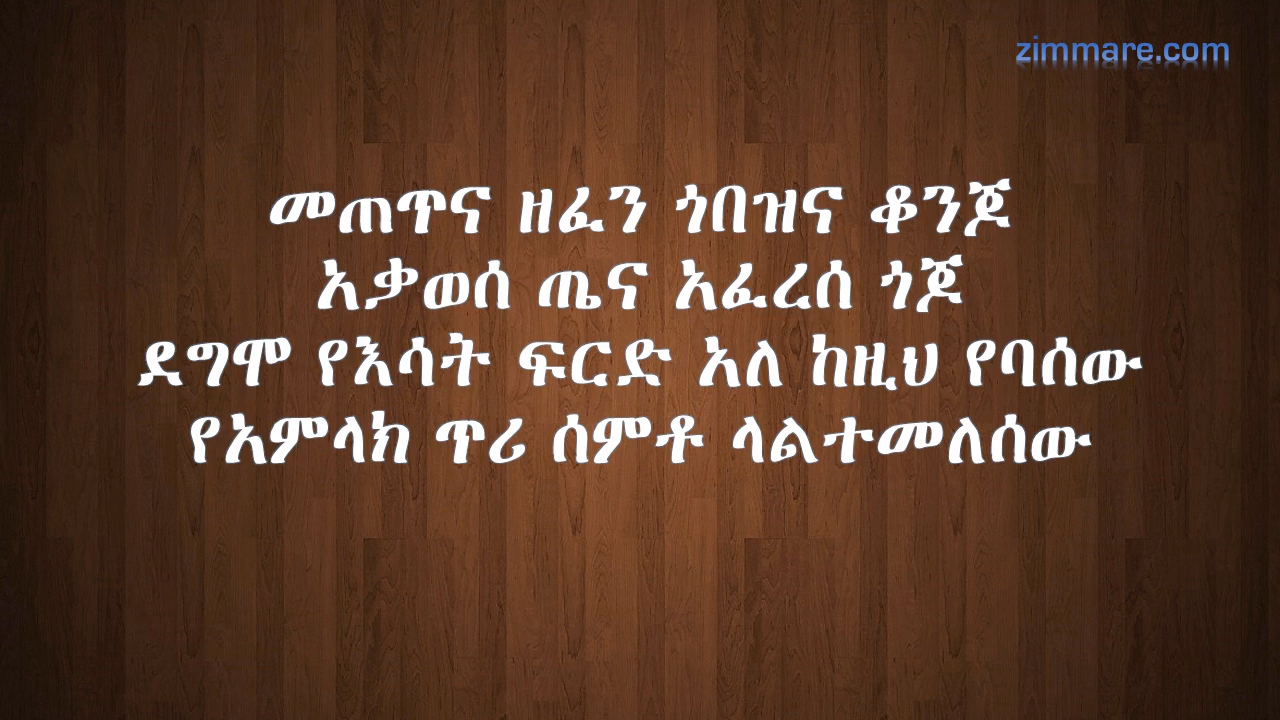 zimmare.com
መጠጥና ዘፈን ጎበዝና ቆንጆ
አቃወሰ ጤና አፈረሰ ጎጆ
ደግሞ የእሳት ፍርድ አለ ከዚህ የባሰው
የአምላክ ጥሪ ሰምቶ ላልተመለሰው